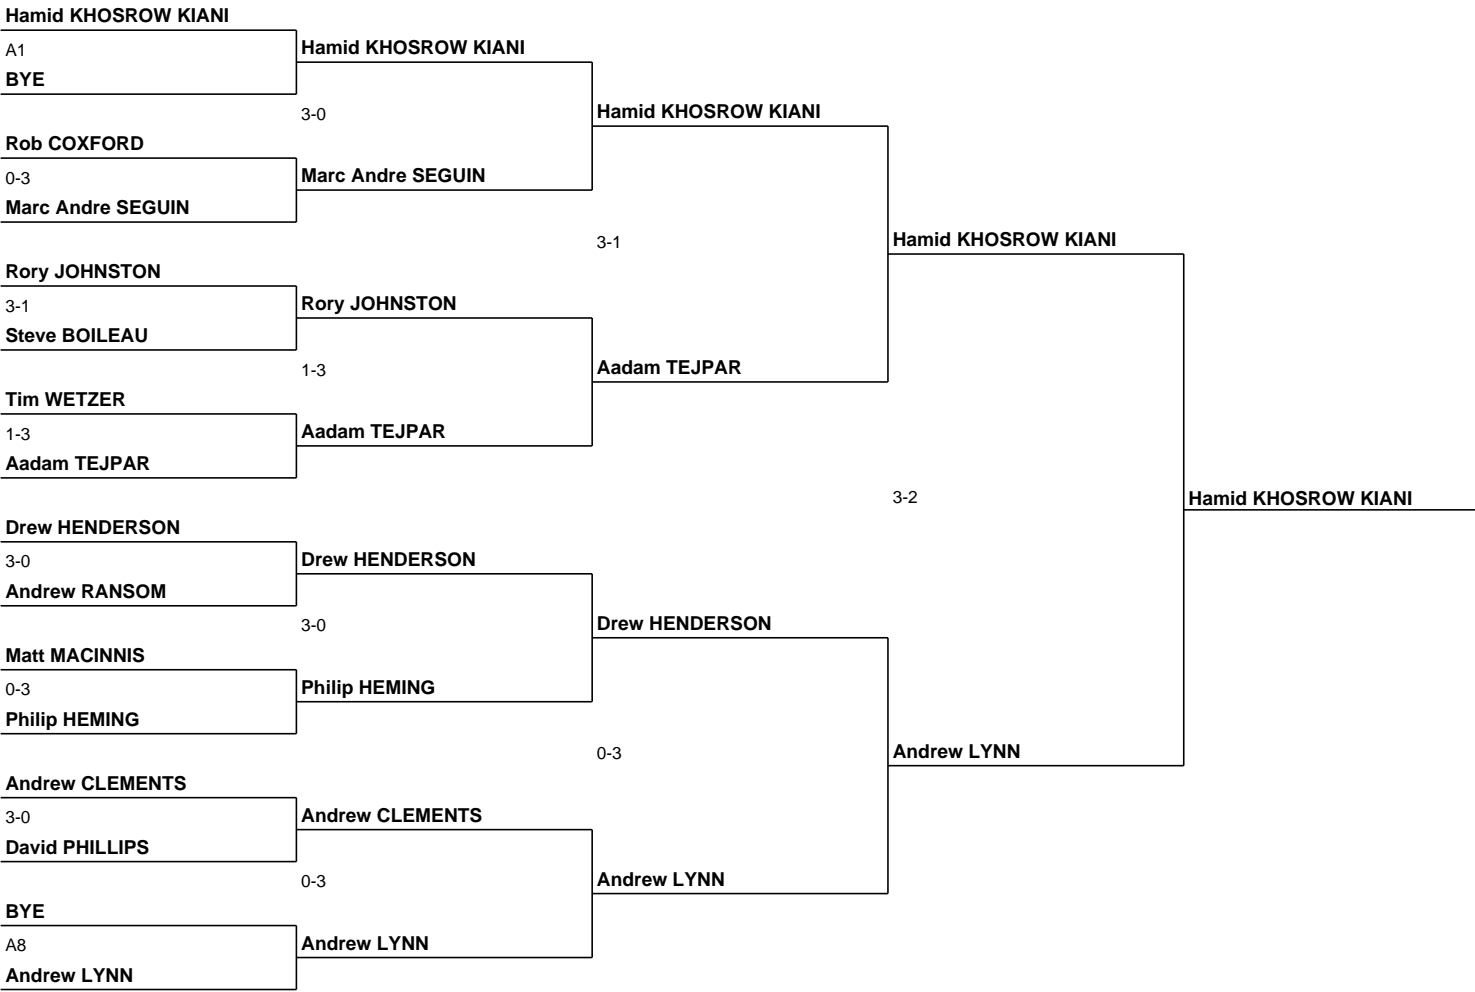 Hamid KHOSROW KIANI
A1
BYE
Rob COXFORD
0-3
Marc Andre SEGUIN
Rory JOHNSTON
3-1
Steve BOILEAU
Tim WETZER
1-3
Aadam TEJPAR
Drew HENDERSON
3-0
Andrew RANSOM
Matt MACINNIS
0-3
Philip HEMING
Andrew CLEMENTS
3-0
David PHILLIPS
BYE
A8
Andrew LYNN
Hamid KHOSROW KIANI
3-0
Marc Andre SEGUIN
Rory JOHNSTON
1-3
Aadam TEJPAR
Drew HENDERSON
3-0
Philip HEMING
Andrew CLEMENTS
0-3
Andrew LYNN
Hamid KHOSROW KIANI
3-1
Aadam TEJPAR
Drew HENDERSON
0-3
Andrew LYNN
Hamid KHOSROW KIANI
3-2
Andrew LYNN
Hamid KHOSROW KIANI